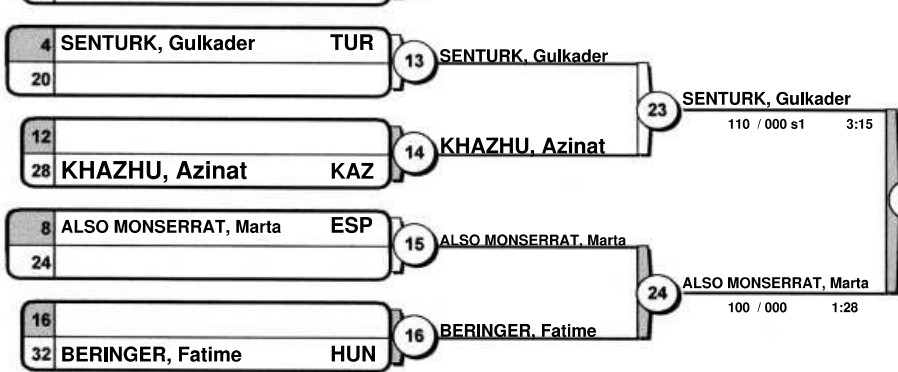 4 SENTURK, Gulkader TUR
20
13 SENTURK, Gulkader
12
28 KHAZHU, Azinat KAZ
14 KHAZHU, Azinat
23 SENTURK, Gulkader
110 / 000 s1 3:15
8 ALSO MONSERRAT, Marta ESP
24
15 ALSO MONSERRAT, Marta
16
32 BERINGER, Fatime HUN
16 BERINGER, Fatime
24 ALSO MONSERRAT, Marta
100 / 000 1:28